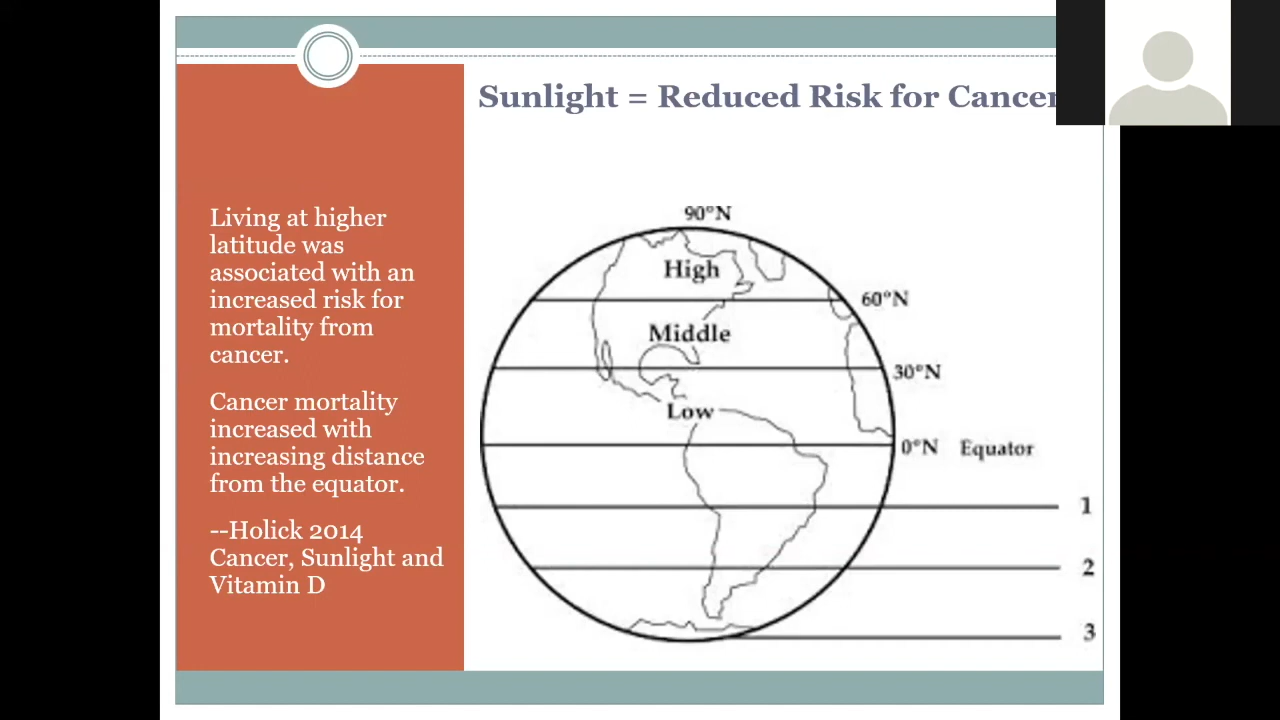 Sunlight = Reduced Risk for Cancer
Living at higher
latitude was
associated with an
increased risk for
mortality from
cancer.
Cancer mortality
increased with
increasing distance
from the equator.
--Holick 2014
Cancer, Sunlight and
Vitamin D
90°N
High
60°N
Middle
30°N
Low
0°N Equator
1
2
3